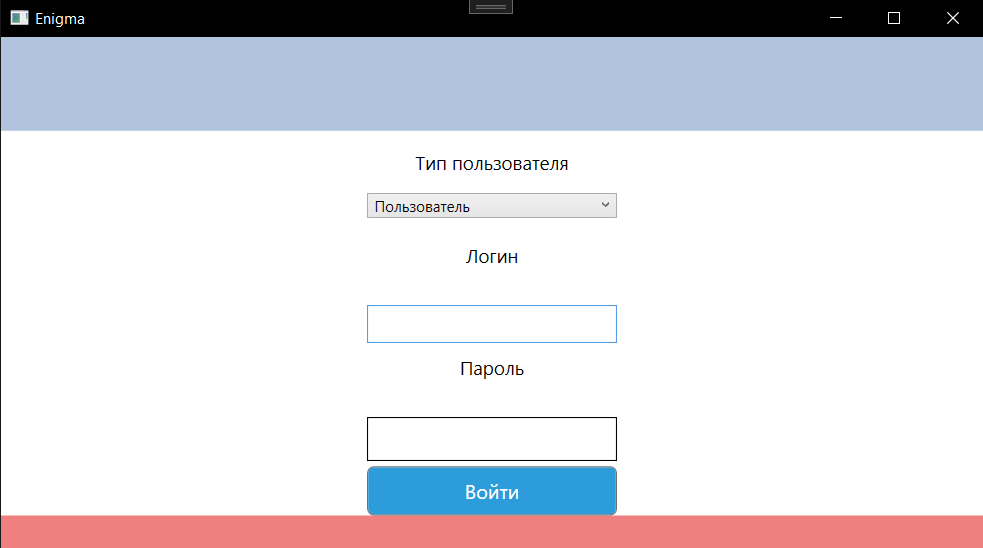 Enigma
Тип пользователя
Пользователь
Логин
Пароль
Войти